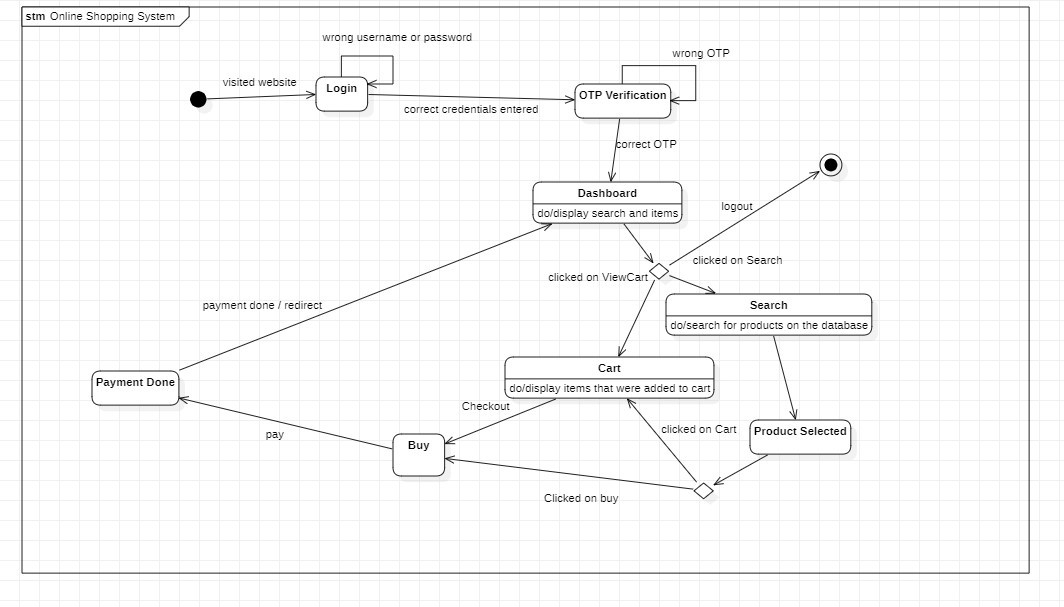 stm Online Shopping System
wrong username or password
wrong OTP
visited website
Login
OTP Verification
correct credentials entered
correct OTP
Dashboard
do/display search and items
logout
clicked on Search
clicked on ViewCart
Search
do/search for products on the database
payment done / redirect
Cart
do/display items that were added to cart
Payment Done
Checkout
clicked on Cart
Product Selected
pay
Buy
Clicked on buy